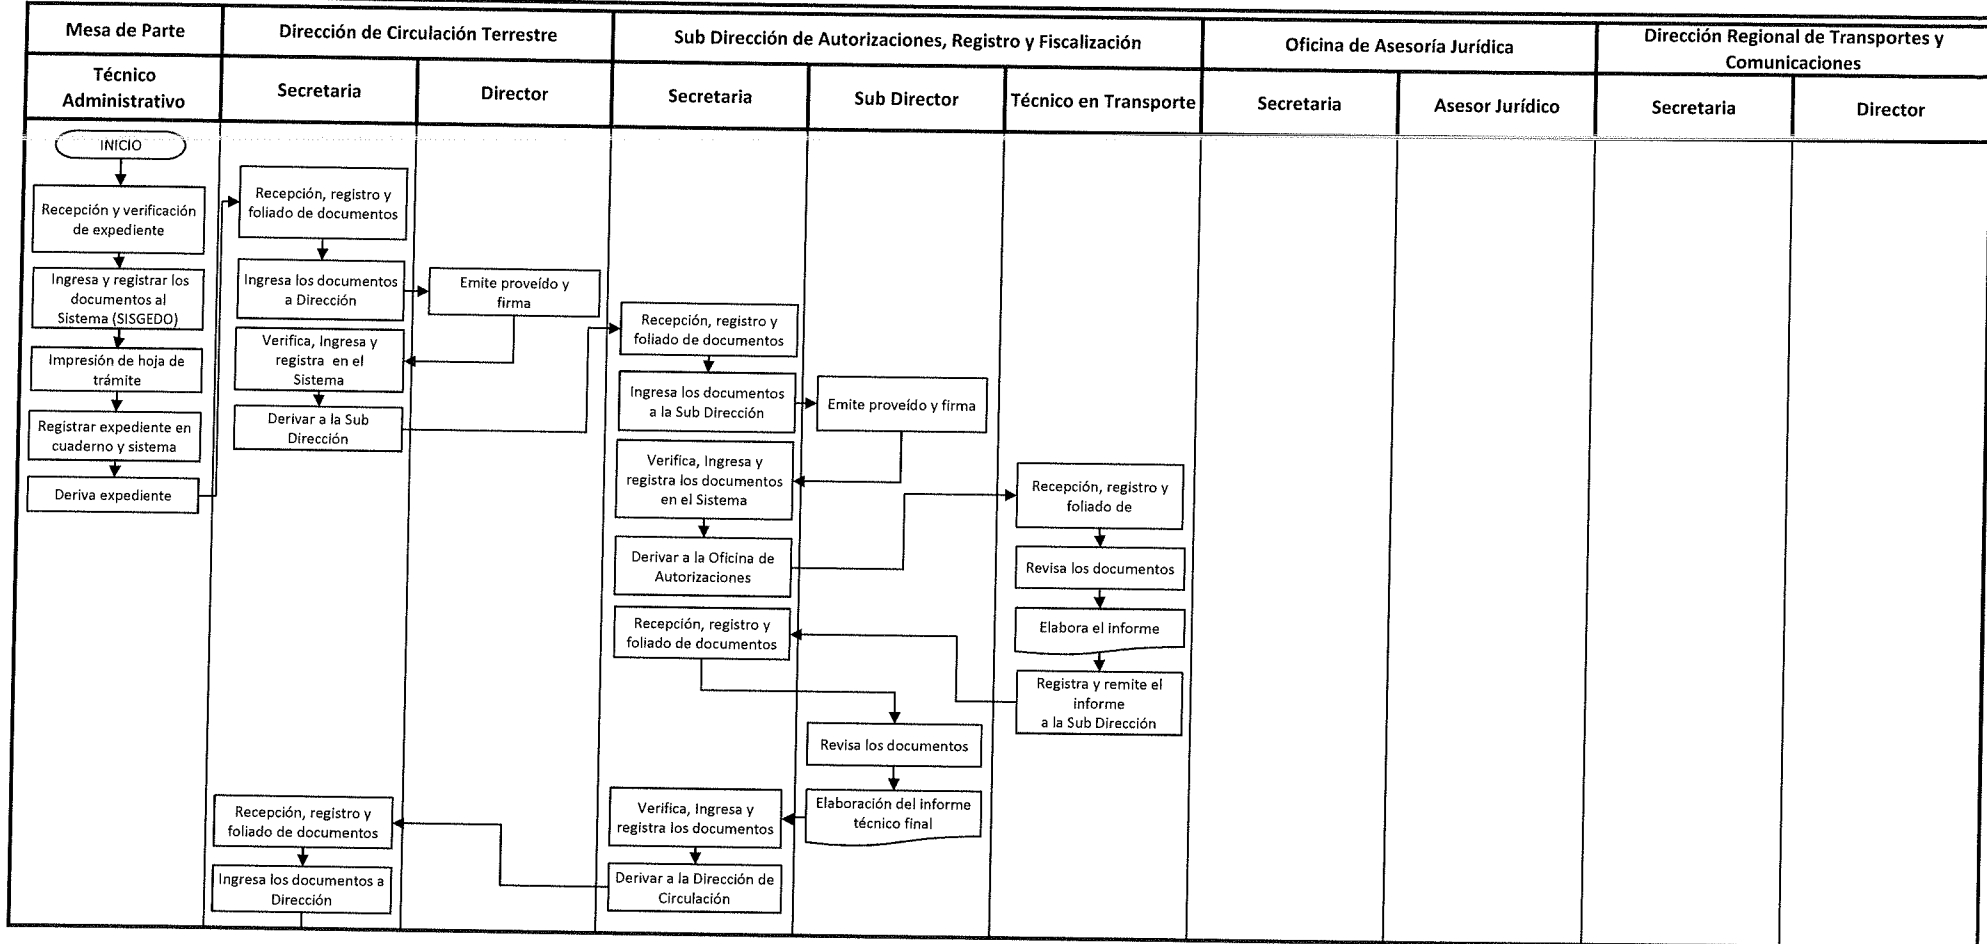 Mesa de Parte
Dirección de Circulación Terrestre
Sub Dirección de Autorizaciones, Registro y Fiscalización
Oficina de Asesoría Jurídica
Dirección Regional de Transportes y
Comunicaciones
Técnico
Administrativo
Secretaria
Director
Secretaria
Sub Director
Técnico en Transporte
Secretaria
Asesor Jurídico
Secretaria
Director
INICIO
Recepción y verificación
de expediente
Ingresa y registrar los
documentos al
Sistema (SISGEDO)
Impresión de hoja de
trámite
Registrar expediente en
cuaderno y sistema
Deriva expediente
Recepción, registro y
foliado de documentos
Ingresa los documentos
a Dirección
Emite proveído y
firma
Verifica, Ingresa y
registra en el
Sistema
Derivar a la Sub
Dirección
Recepción, registro y
foliado de documentos
Ingresa los documentos
a la Sub Dirección
Emite proveído y firma
Verifica, Ingresa y
registra los documentos
en el Sistema
Derivar a la Oficina de
Autorizaciones
Recepción, registro y
foliado de
Revisa los documentos
Elabora el informe
Registra y remite el
informe
a la Sub Dirección
Recepción, registro y
foliado de documentos
Revisa los documentos
Elaboración del informe
técnico final
Verifica, Ingresa y
registra los documentos
Derivar a la Dirección de
Circulación
Recepción, registro y
foliado de documentos
Ingresa los documentos a
Dirección